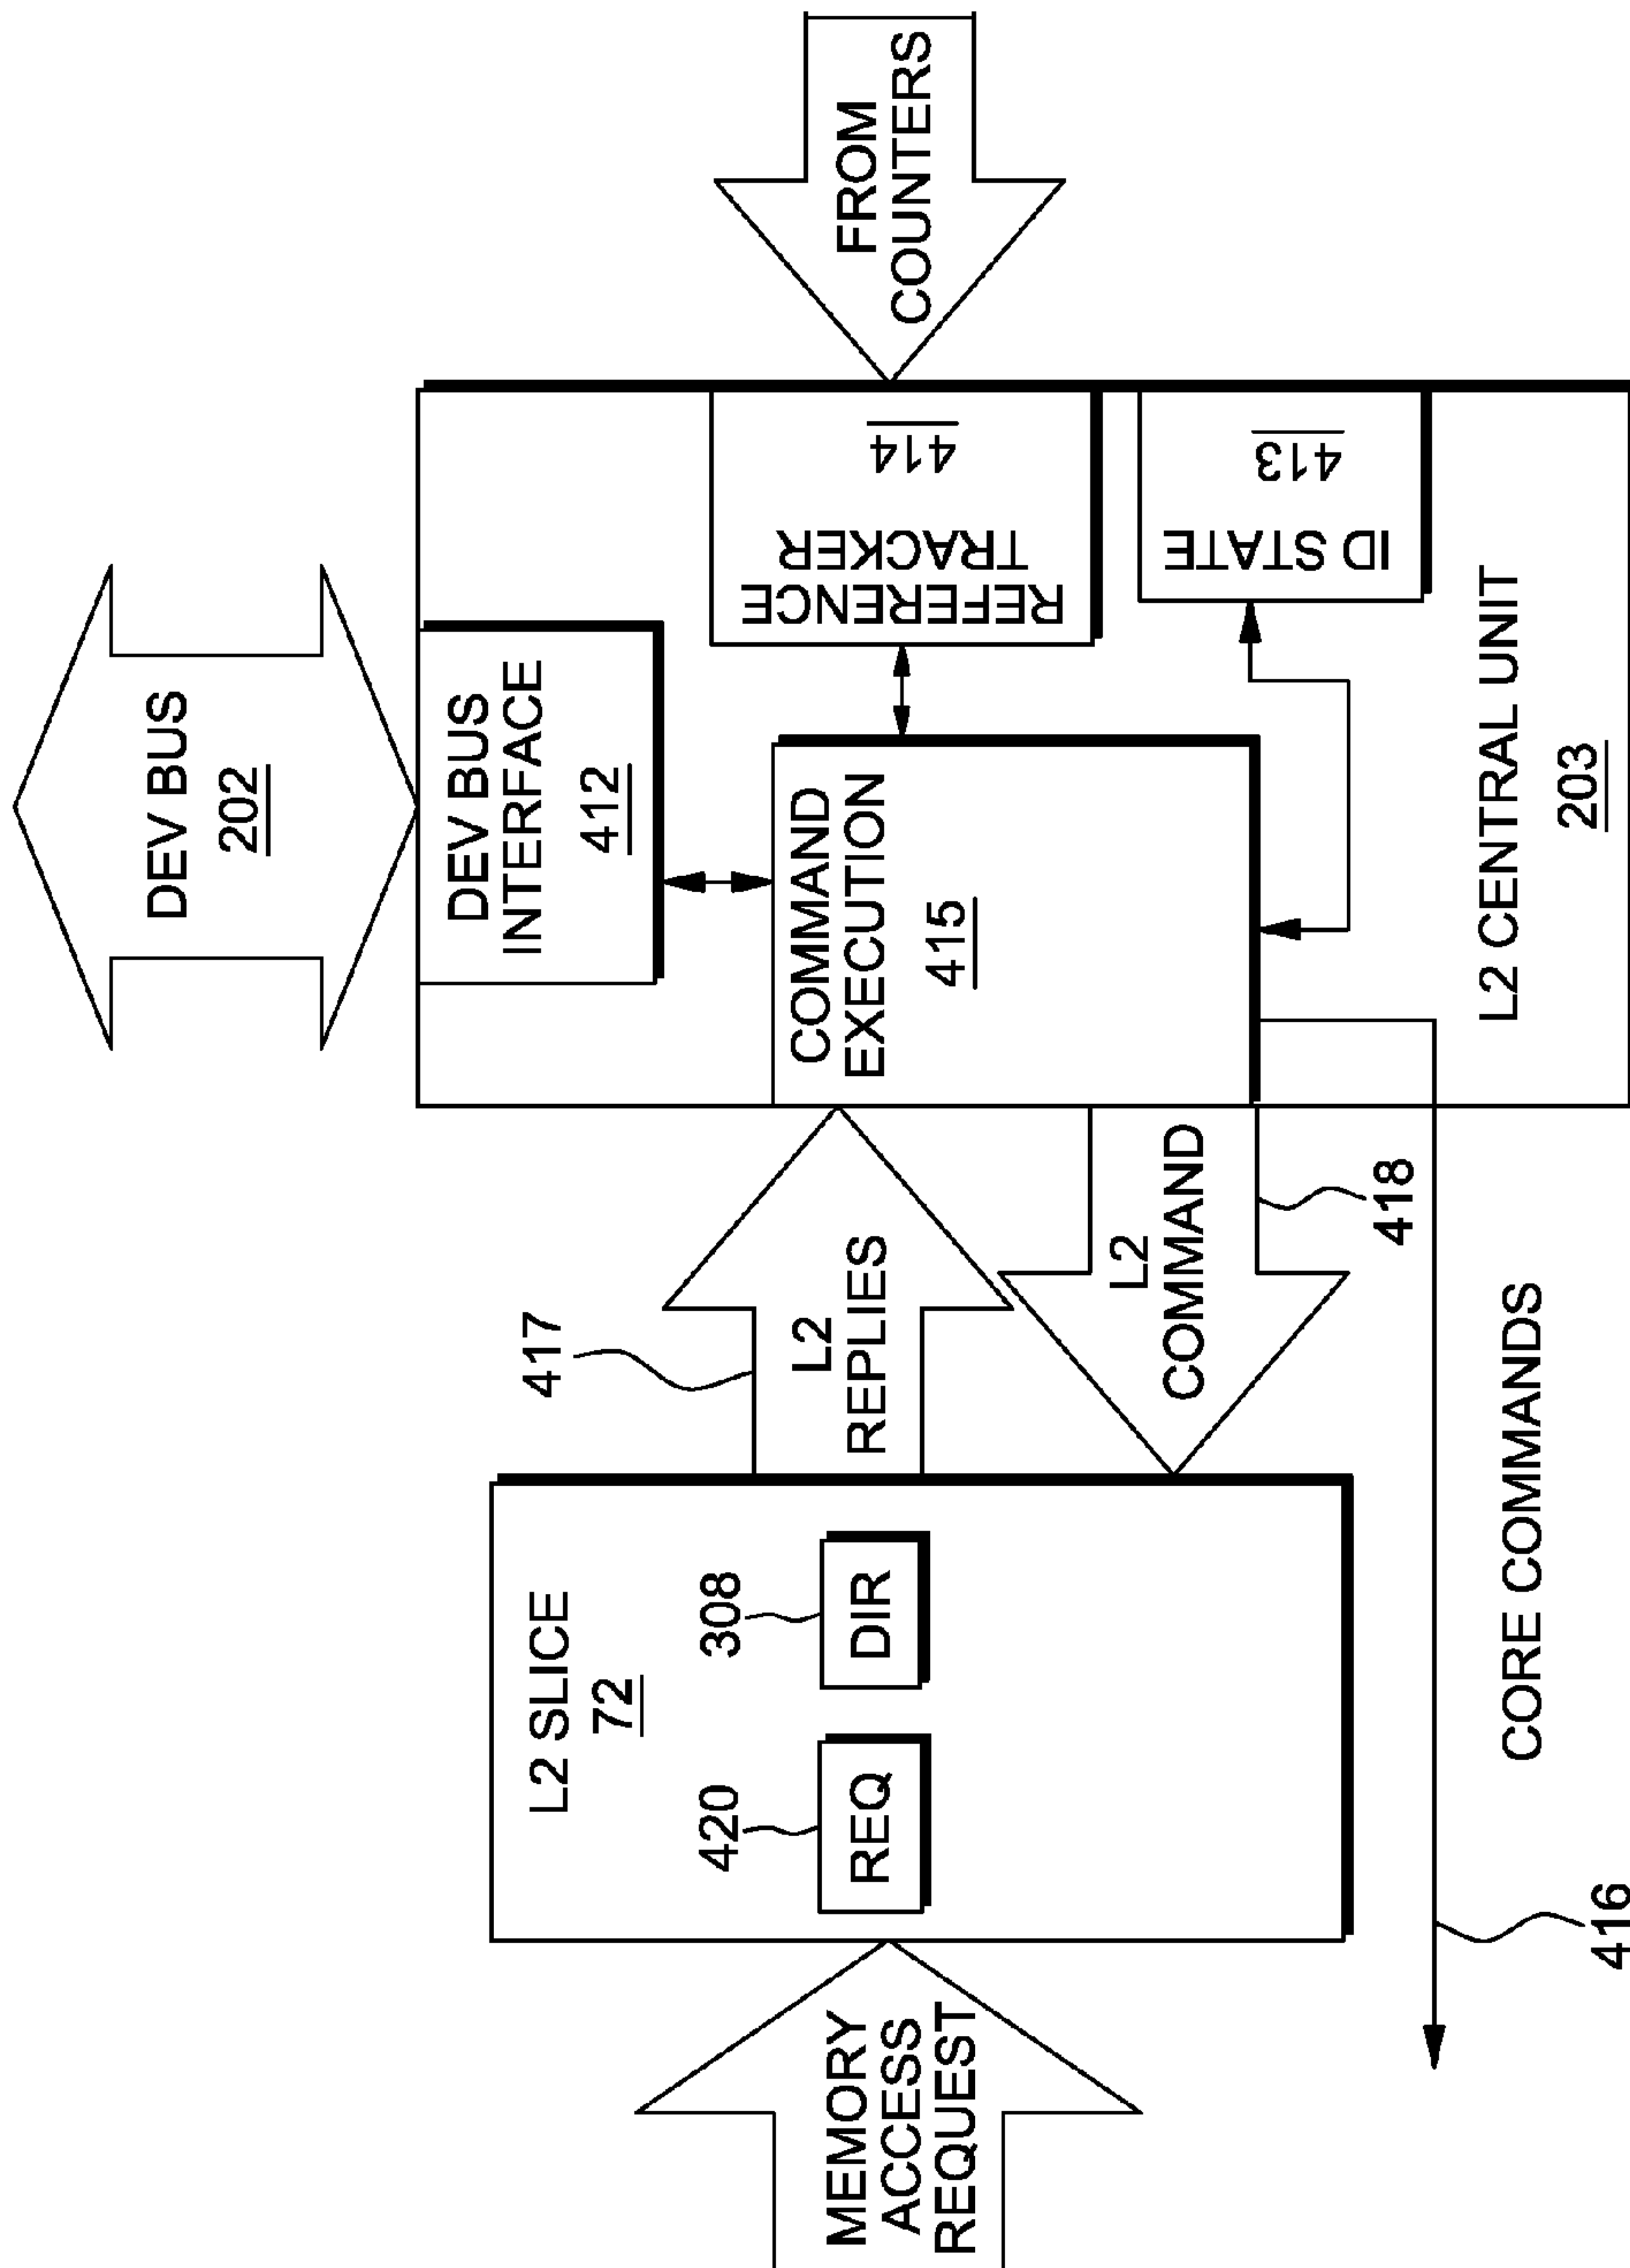 DEV BUS
202
DEV BUS
INTERFACE
412
MEMORY
ACCESS
REQUEST
L2 SLICE
72
420
REQ
308
DIR
417
L2
REPLIES
L2
COMMAND
418
COMMAND
EXECUTION
415
REFERENCE
TRACKER
414
ID STATE
413
FROM
COUNTERS
L2 CENTRAL UNIT
203
CORE COMMANDS
416